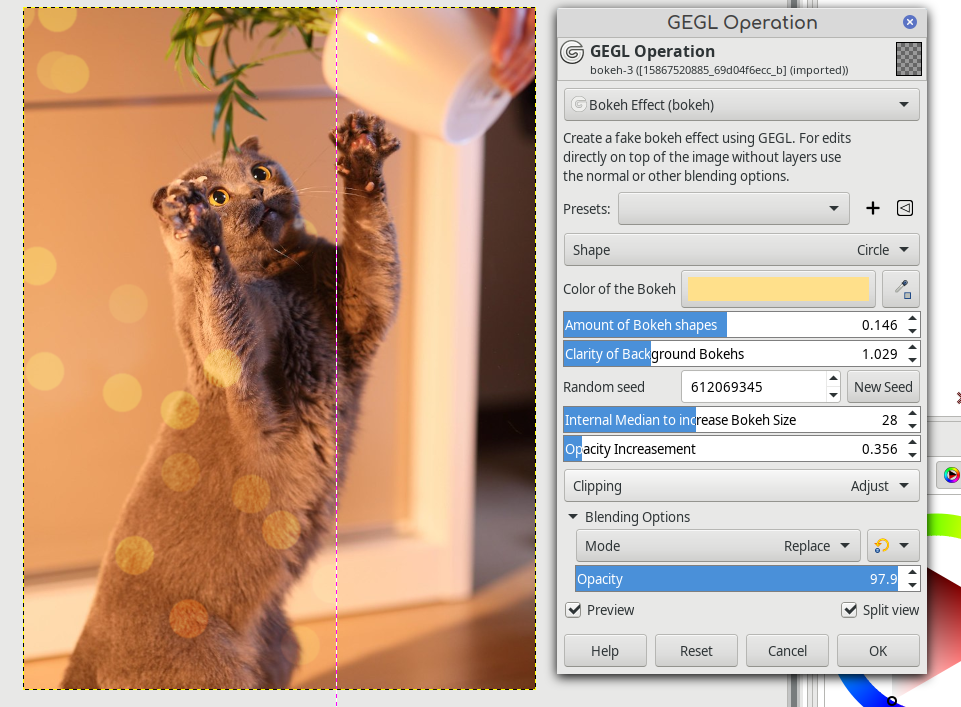 GEGL Operation
GEGL Operation
bokeh-3 ([15867520885_69d04f6ecc_b] (imported))
Bokeh Effect (bokeh)
Create a fake bokeh effect using GEGL. For edits
directly on top of the image without layers use
the normal or other blending options.
Presets:
Shape Circle
Color of the Bokeh
Amount of Bokeh shapes 0.146
Clarity of Background Bokehs 1.029
Random seed 612069345 New Seed
Internal Median to increase Bokeh Size 28
Opacity Increasement 0.356
Clipping Adjust
Blending Options
Mode Replace
Opacity 97.9
Preview Split view
Help Reset Cancel OK